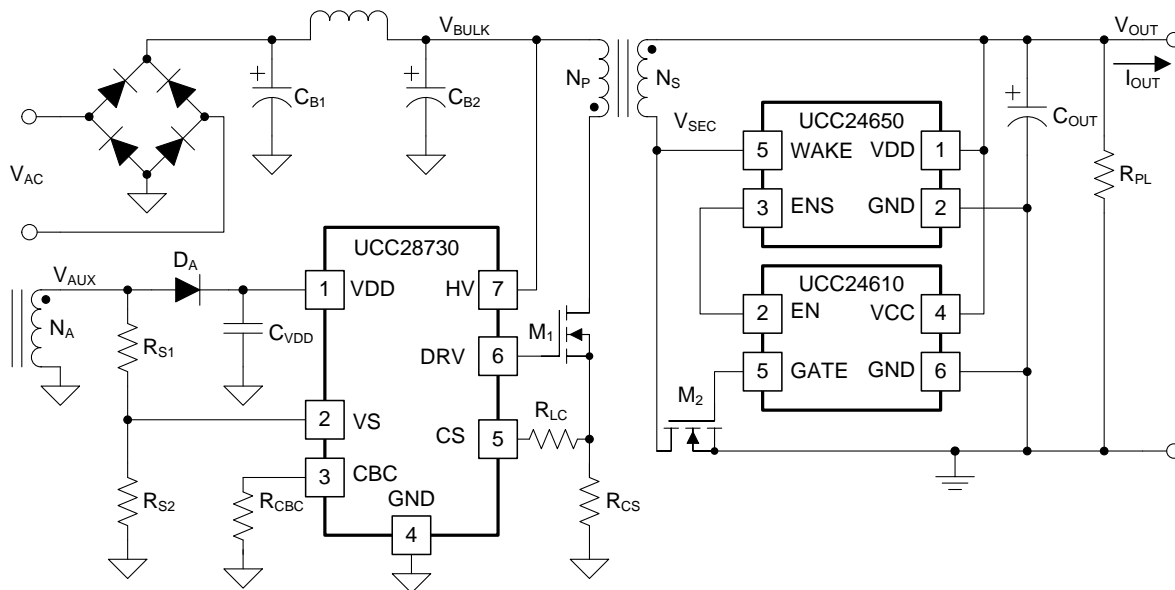 VBULK
VOUT
CB1
CB2
NP
NS
IOUT
COUT
VSEC
UCC24650
5 WAKE VDD 1
3 ENS GND 2
RPL
VAC
UCC28730
UCC24610
VAUX
DA
1 VDD HV 7
2 EN VCC 4
NA
RS1
CVDD
M1
DRV 6
5 GATE GND 6
M2
2 VS CS 5
RLC
3 CBC
RS2
RCBC
GND
4
RCS